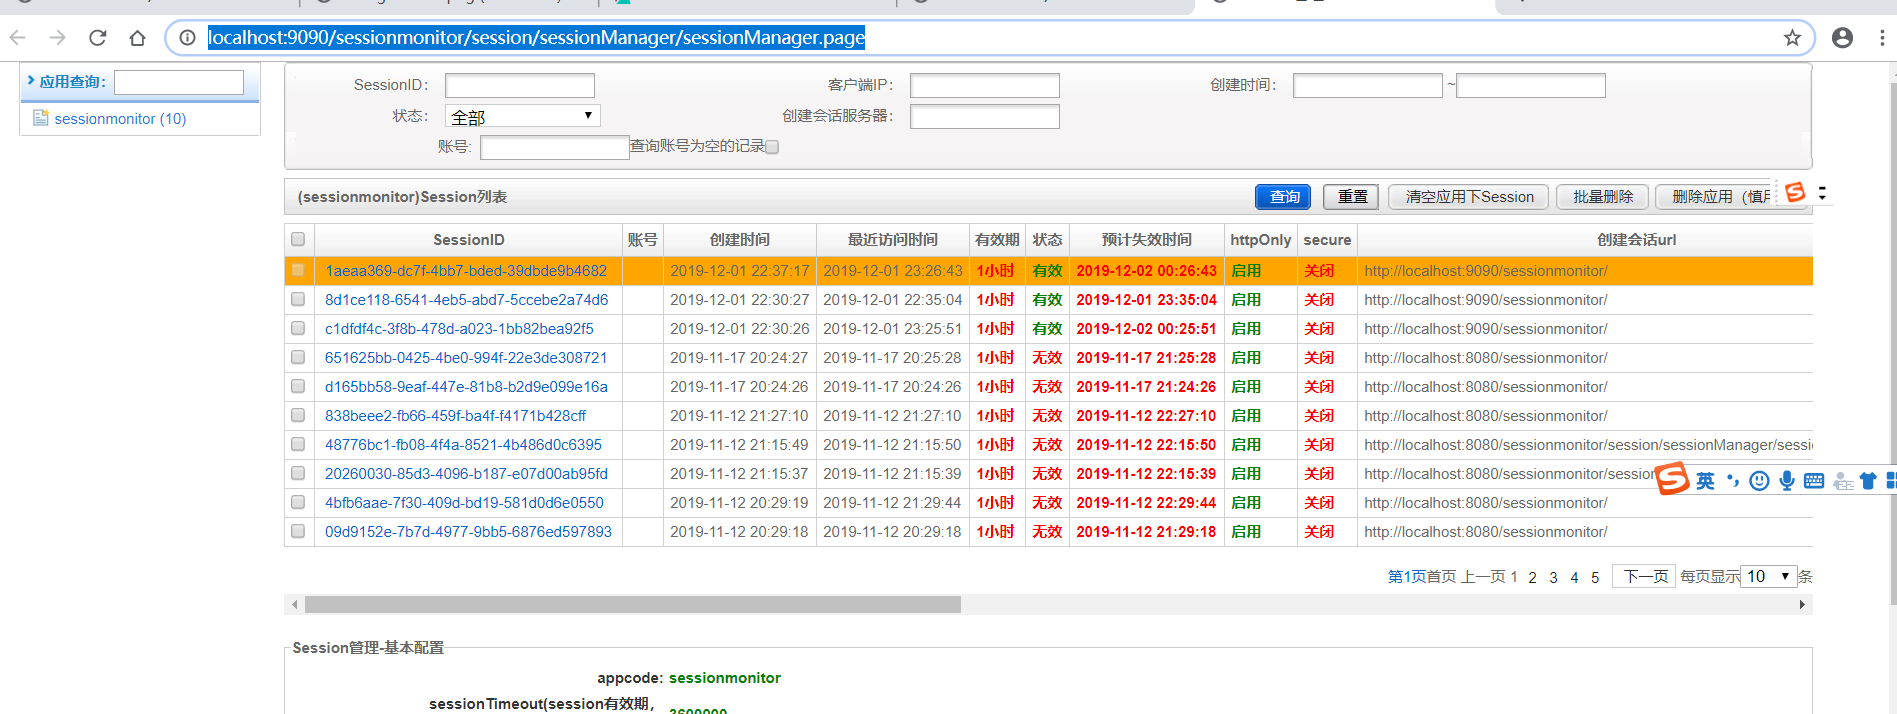 localhost:9090/sessionmonitor/session/sessionManager/sessionManager.page
应用查询：
sessionmonitor (10)
SessionID：
客户端IP：
创建时间：
~
状态：
全部
创建会话服务器：
账号：
查询账号为空的记录
(sessionmonitor)Session列表
查询
重置
清空应用下Session
批量删除
删除应用（慎用
SessionID 账号 创建时间 最近访问时间 有效期 状态 预计失效时间 httpOnly secure 创建会话url
1aeaa369-dc7f-4bb7-bded-39dbde9b4682 2019-12-01 22:37:17 2019-12-01 23:26:43 1小时 有效 2019-12-02 00:26:43 启用 关闭 http://localhost:9090/sessionmonitor/
8d1ce118-6541-4eb5-abd7-5ccebe2a74d6 2019-12-01 22:30:27 2019-12-01 22:35:04 1小时 有效 2019-12-01 23:35:04 启用 关闭 http://localhost:9090/sessionmonitor/
c1dfdf4c-3f8b-478d-a023-1bb82bea92f5 2019-12-01 22:30:26 2019-12-01 23:25:51 1小时 有效 2019-12-02 00:25:51 启用 关闭 http://localhost:9090/sessionmonitor/
651625bb-0425-4be0-994f-22e3de308721 2019-11-17 20:24:27 2019-11-17 20:25:28 1小时 无效 2019-11-17 21:25:28 启用 关闭 http://localhost:8080/sessionmonitor/
d165bb58-9eaf-447e-81b8-b2d9e099e16a 2019-11-17 20:24:26 2019-11-17 20:24:26 1小时 无效 2019-11-17 21:24:26 启用 关闭 http://localhost:8080/sessionmonitor/
838beee2-fb66-459f-ba4f-f4171b428cff 2019-11-12 21:27:10 2019-11-12 21:27:10 1小时 无效 2019-11-12 22:27:10 启用 关闭 http://localhost:8080/sessionmonitor/
48776bc1-fb08-4f4a-8521-4b486d0c6395 2019-11-12 21:15:49 2019-11-12 21:15:50 1小时 无效 2019-11-12 22:15:50 启用 关闭 http://localhost:8080/sessionmonitor/session/sessionManager/sessi
20260030-85d3-4096-b187-e07d00ab95fd 2019-11-12 21:15:37 2019-11-12 21:15:39 1小时 无效 2019-11-12 22:15:39 启用 关闭 http://localhost:8080/sessionmonitor/session
4bfb6aae-7f30-409d-bd19-581d0d6e0550 2019-11-12 20:29:19 2019-11-12 21:29:44 1小时 无效 2019-11-12 22:29:44 启用 关闭 http://localhost:8080/sessionmonitor/
09d9152e-7b7d-4977-9bb5-6876ed597893 2019-11-12 20:29:18 2019-11-12 20:29:18 1小时 无效 2019-11-12 21:29:18 启用 关闭 http://localhost:8080/sessionmonitor/
英
第1页首页 上一页 1 2 3 4 5 下一页 每页显示 10 条
Session管理-基本配置
appcode: sessionmonitor
sessionTimeout(session有效期，
3600000